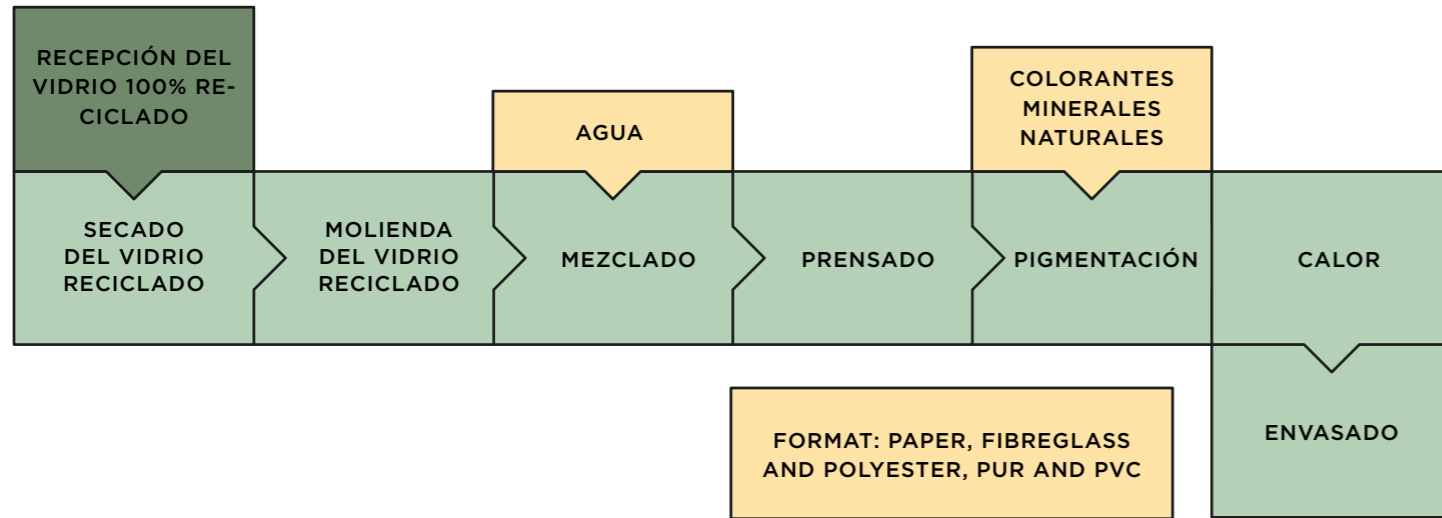 RECEPCIÓN DEL
VIDRIO 100% RE-
CICLADO
AGUA
COLORANTES
MINERALES
NATURALES
SECADO
DEL VIDRIO
RECICLADO
MOLIENDA
DEL VIDRIO
RECICLADO
MEZCLADO
PRENSADO
PIGMENTACIÓN
CALOR
FORMAT: PAPER, FIBREGLASS
AND POLYESTER, PUR AND PVC
ENVASADO